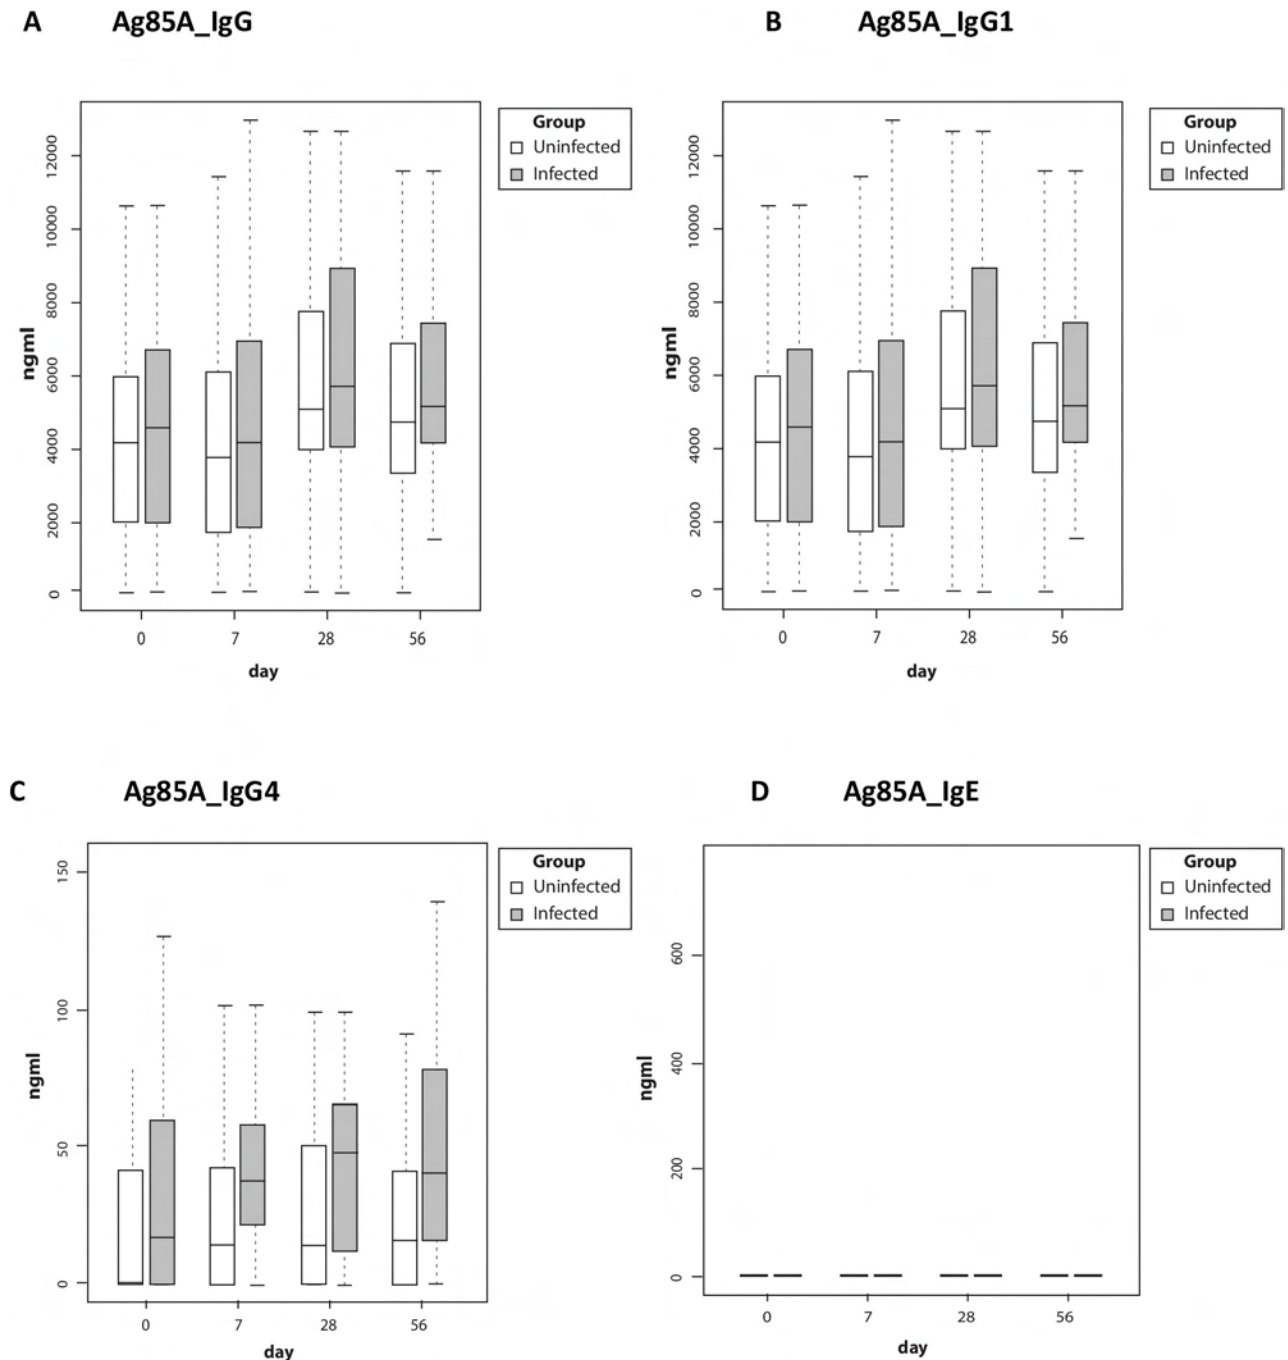 A Ag85A_IgG
ngml
12000
10000
8000
6000
4000
2000
0
0 7 28 56
day
Group
Uninfected
Infected
B Ag85A_IgG1
ngml
12000
10000
8000
6000
4000
2000
0
0 7 28 56
day
Group
Uninfected
Infected
C Ag85A_IgG4
ngml
150
100
50
0
0 7 28 56
day
Group
Uninfected
Infected
D Ag85A_IgE
ngml
600
400
200
0
0 7 28 56
day
Group
Uninfected
Infected